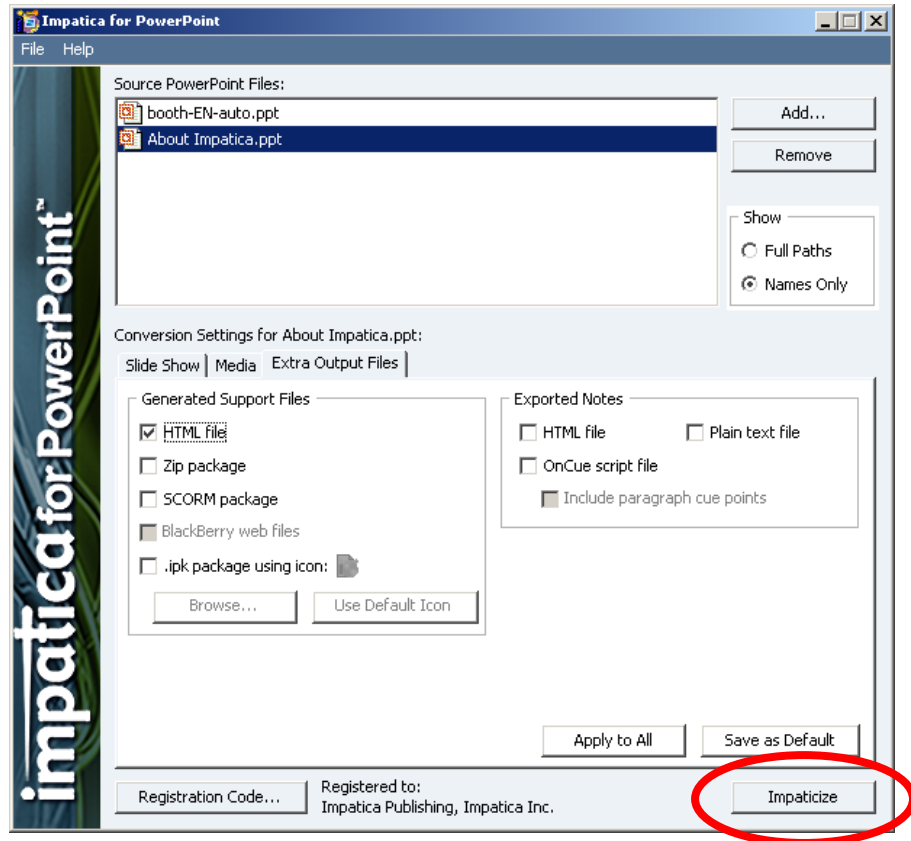 Impatica for PowerPoint
File Help
Source PowerPoint Files:
booth-EN-auto.ppt
About Impatica.ppt
Add...
Remove
Show
Full Paths
Names Only
impatica for PowerPoint™
Conversion Settings for About Impatica.ppt:
Slide Show Media Extra Output Files
Generated Support Files
HTML file
Zip package
SCORM package
BlackBerry web files
.ipk package using icon:
Browse... Use Default Icon
Exported Notes
HTML file Plain text file
OnCue script file
Include paragraph cue points
Apply to All Save as Default
Registration Code...
Registered to:
Impatica Publishing, Impatica Inc.
Impaticize